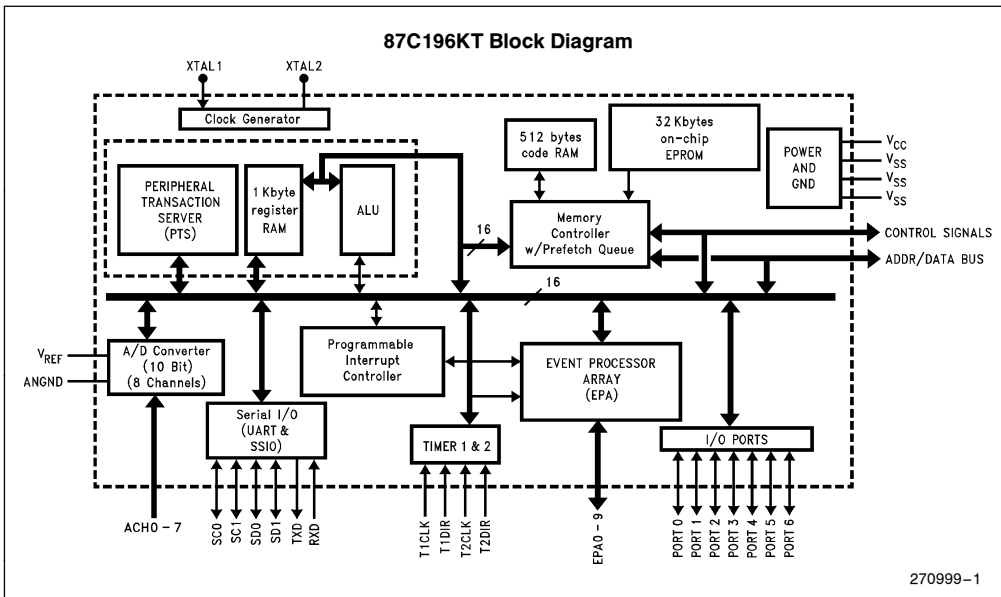 87C196KT Block Diagram
XTAL1
XTAL2
Clock Generator
PERIPHERAL
TRANSACTION
SERVER
(PTS)
1 Kbyte
register
RAM
ALU
512 bytes
code RAM
32 Kbytes
on-chip
EPROM
POWER
AND
GND
VCC
VSS
VSS
VSS
16
Memory
Controller
w/Prefetch Queue
CONTROL SIGNALS
ADDR/DATA BUS
16
VREF
ANGND
A/D Converter
(10 Bit)
(8 Channels)
Programmable
Interrupt
Controller
EVENT PROCESSOR
ARRAY
(EPA)
Serial I/O
(UART &
SSIO)
TIMER 1 & 2
I/O PORTS
ACH0-7
SC0
SC1
SD0
SD1
TXD
RXD
T1CLK
T1DIR
T2CLK
T2DIR
EPA0-9
PORT 0
PORT 1
PORT 2
PORT 3
PORT 4
PORT 5
PORT 6
270999-1